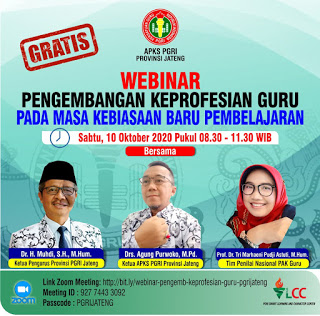 GRATIS
APKS PGRI
PROVINSI JATENG
WEBINAR
PENGEMBANGAN KEPROFESIAN GURU
PADA MASA KEBIASAAN BARU PEMBELAJARAN
Sabtu, 10 Oktober 2020 Pukul 08.30 - 11.30 WIB
Bersama
Dr. H. Muhdi, S.H., M.Hum.
Ketua Pengurus Provinsi PGRI Jateng
Drs. Agung Purwoko, M.Pd.
Ketua APKS PGRI Provinsi Jateng
Prof. Dr. Tri Marhaeni Pudji Astuti, M.Hum.
Tim Penilai Nasional PAK Guru
zoom
Link Zoom Meeting: http://bit.ly/webinar-pengemb-keprofesian-guru-pgrijateng
Meeting ID : 927 7443 3092
Passcode : PGRIJATENG
LCC